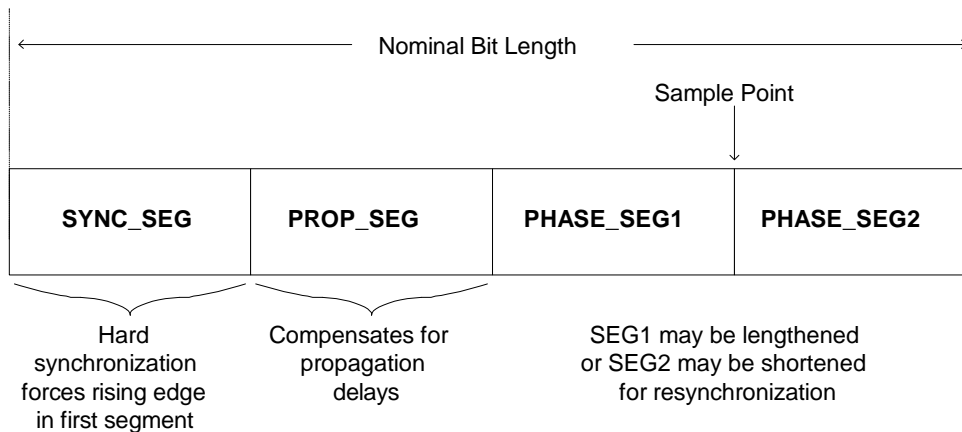 Nominal Bit Length
Sample Point
SYNC_SEG
PROP_SEG
PHASE_SEG1
PHASE_SEG2
Hard
synchronization
forces rising edge
in first segment
Compensates for
propagation
delays
SEG1 may be lengthened
or SEG2 may be shortened
for resynchronization